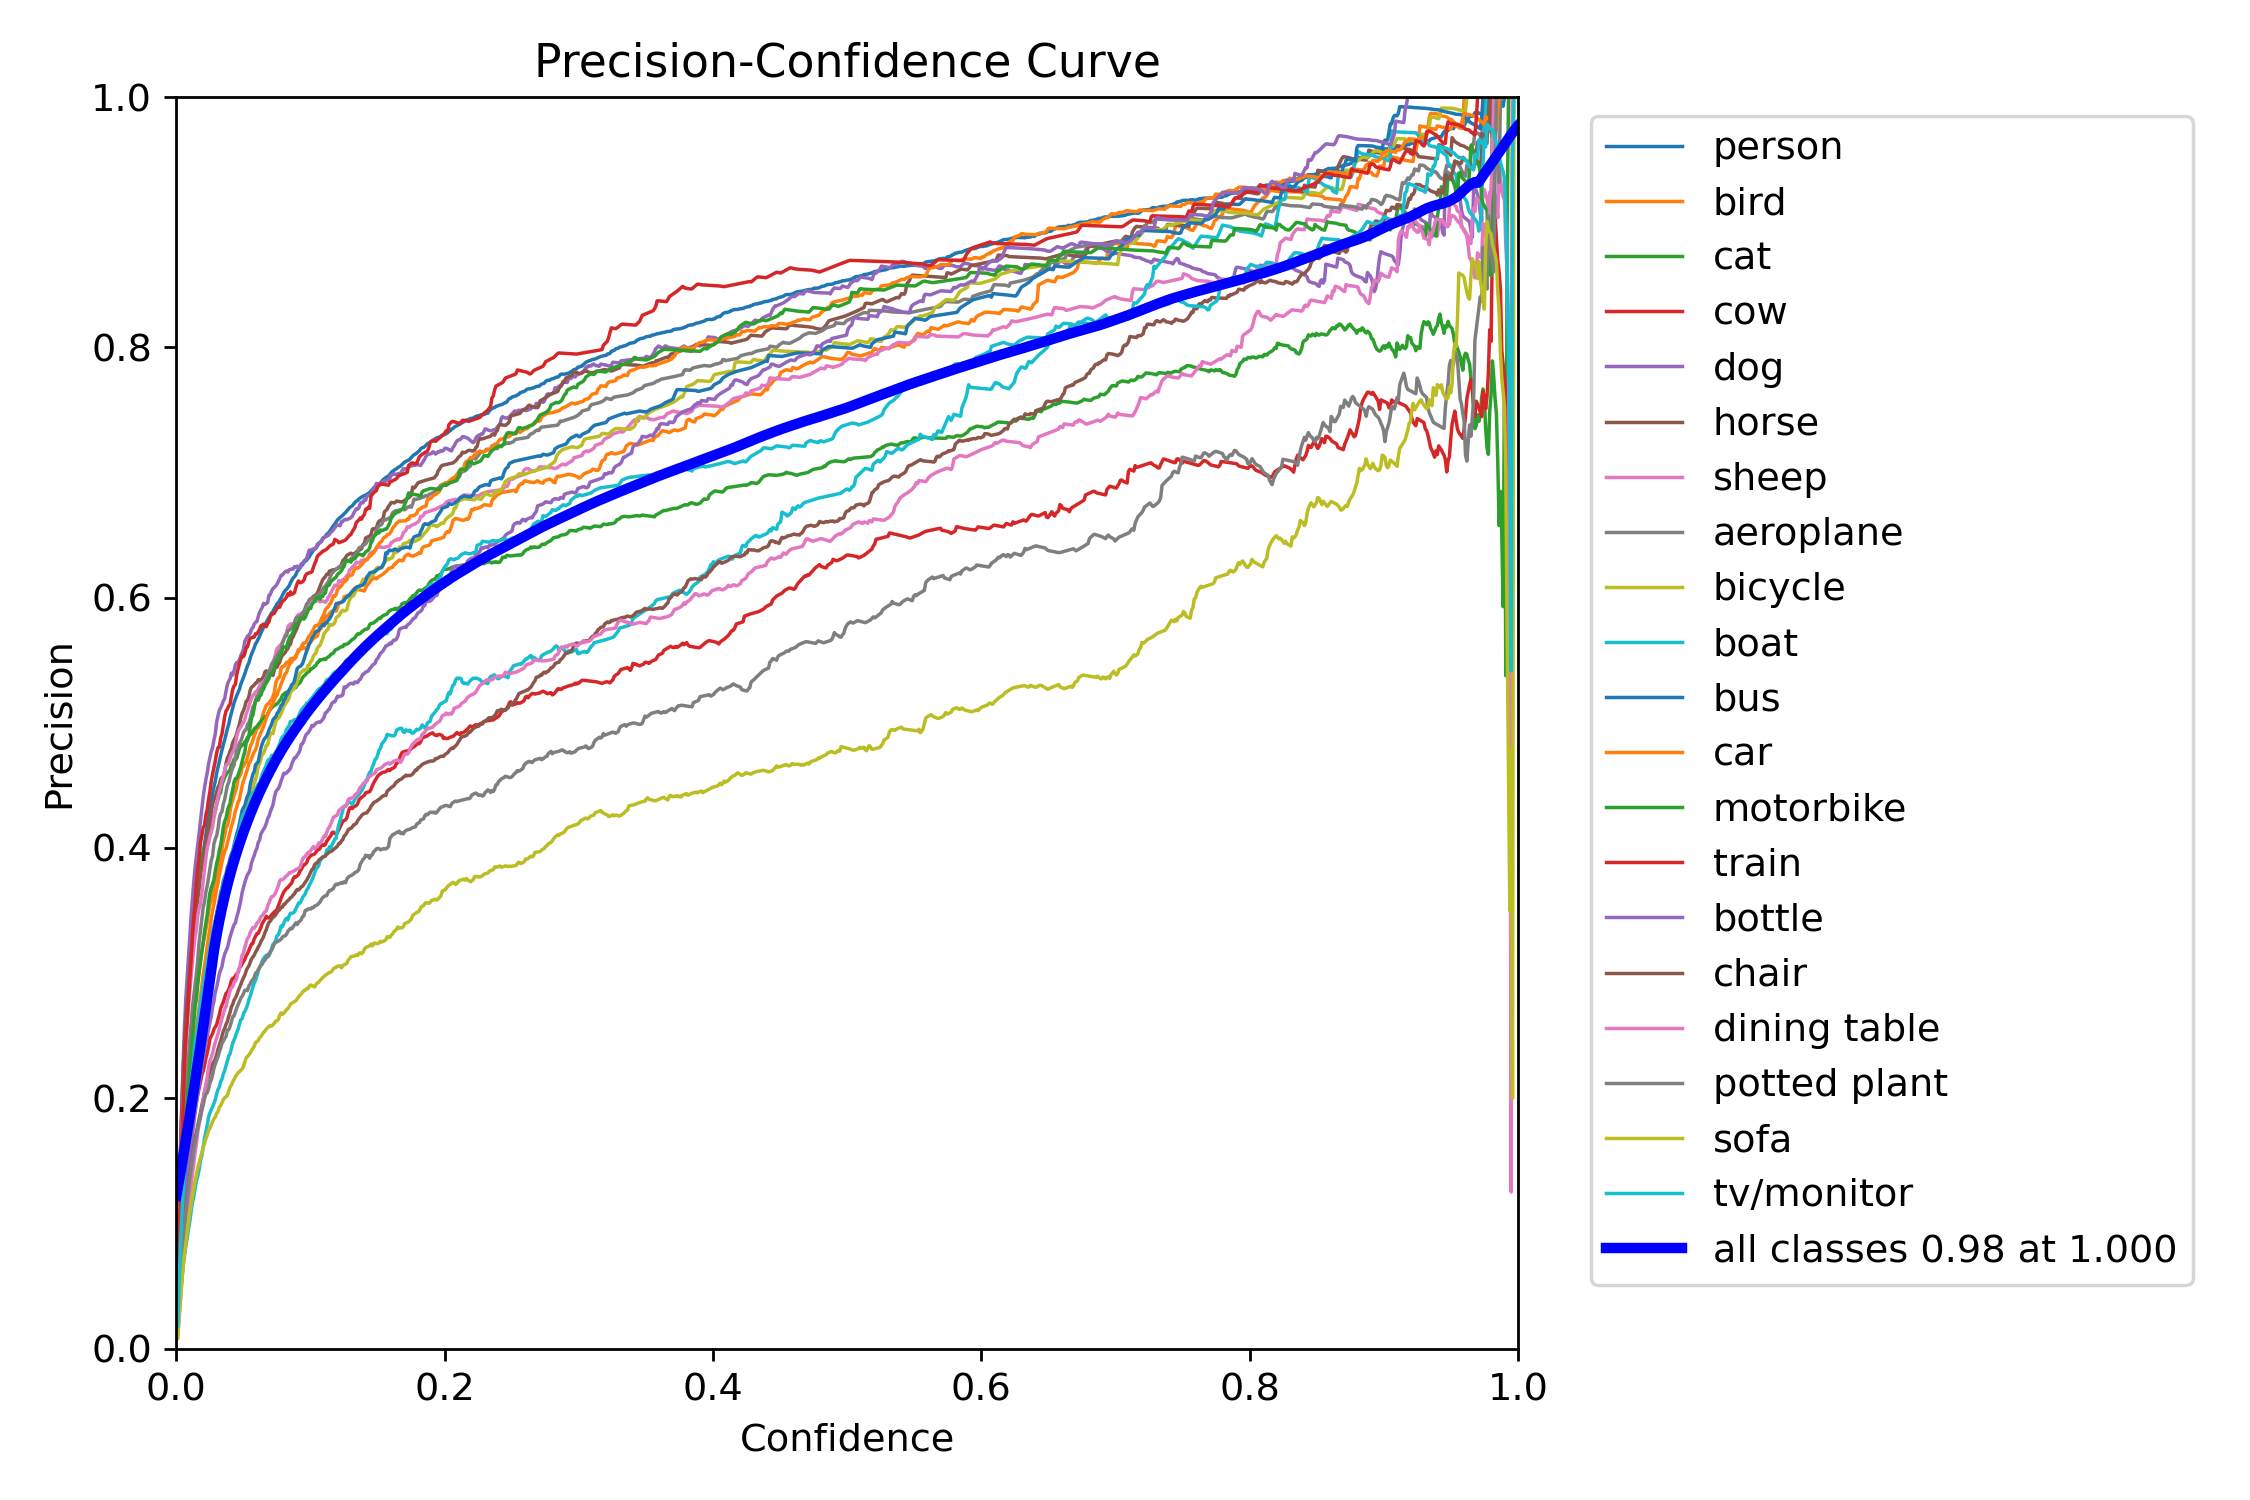 Precision-Confidence Curve
1.0
0.8
0.6
0.4
0.2
0.0
Precision
0.0 0.2 0.4 0.6 0.8 1.0
Confidence
person
bird
cat
cow
dog
horse
sheep
aeroplane
bicycle
boat
bus
car
motorbike
train
bottle
chair
dining table
potted plant
sofa
tv/monitor
all classes 0.98 at 1.000